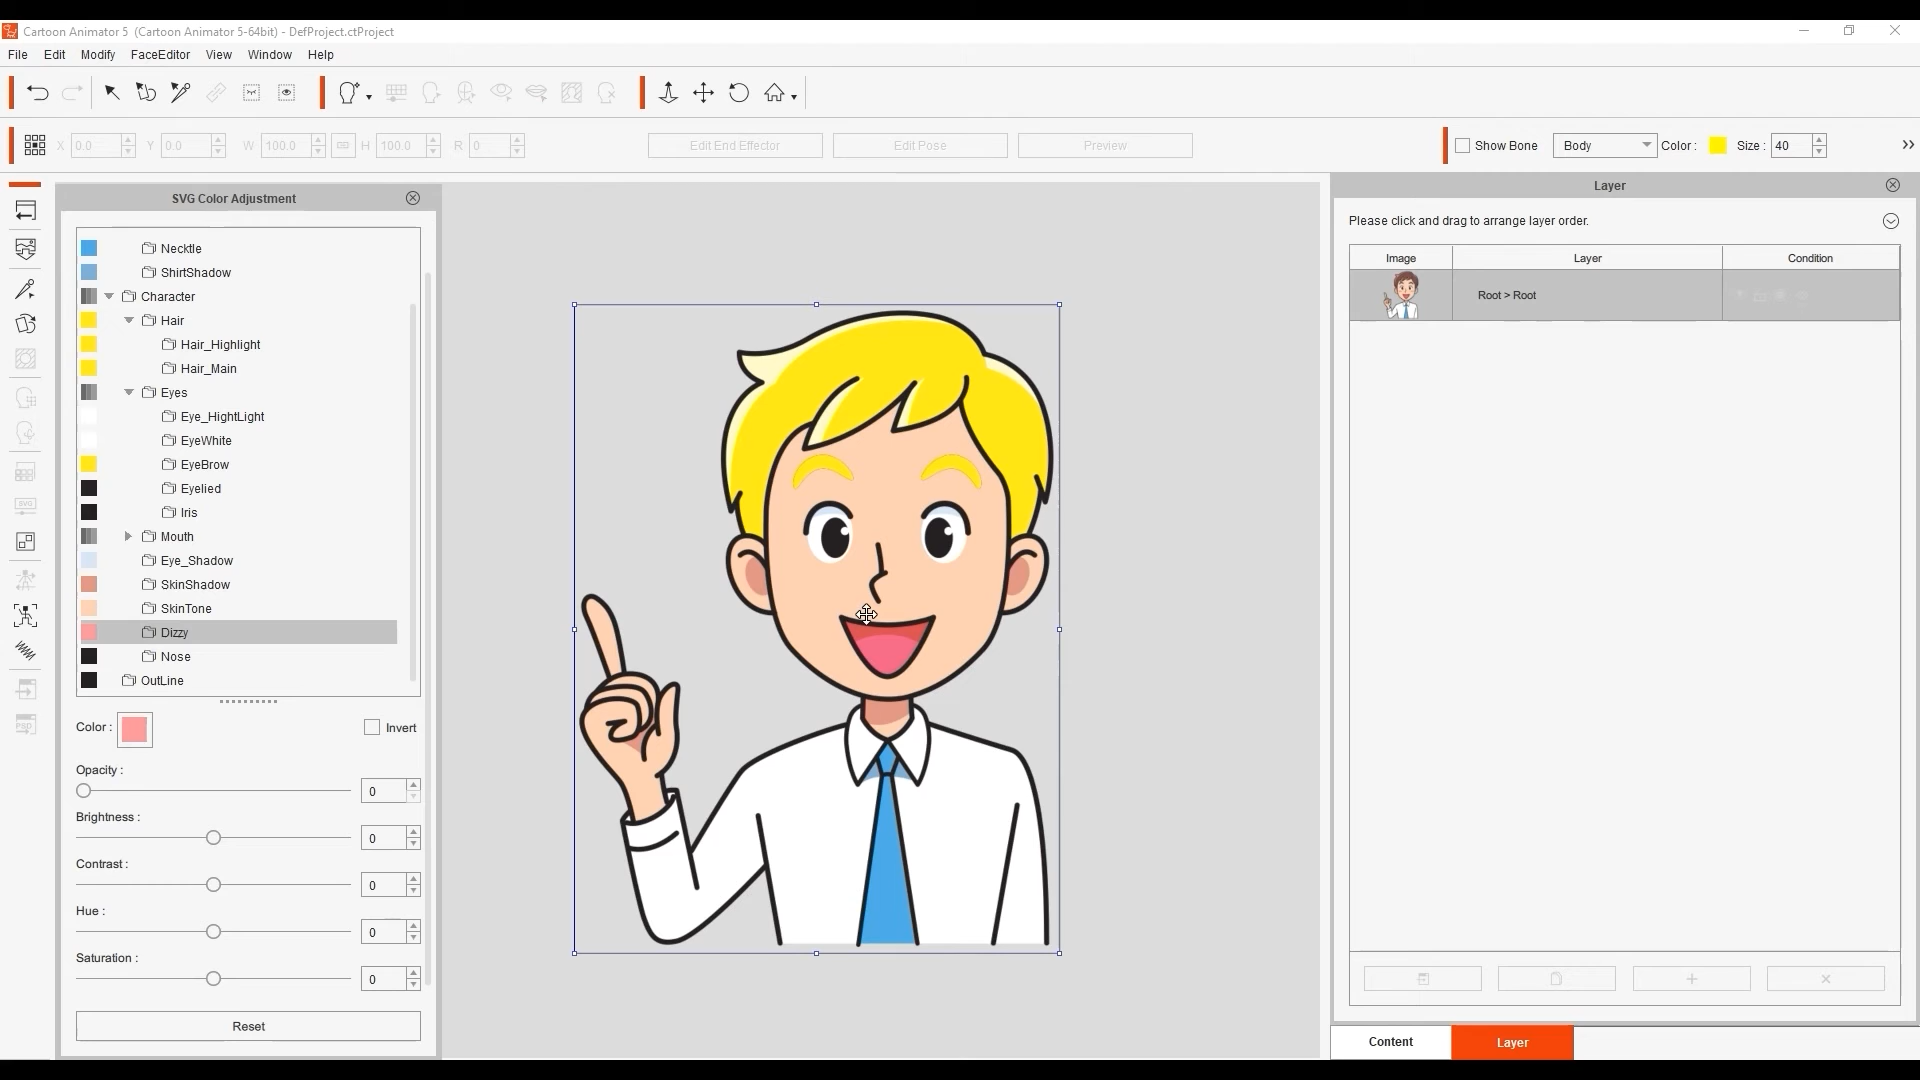 Cartoon Animator 5 (Cartoon Animator 5-64bit) - DefProject.ctProject
File Edit Modify FaceEditor View Window Help
X 0.0 Y 0.0 W 100.0 H 100.0 R 0 Edit End Effector Edit Pose Preview Show Bone Body Color : Size : 40
SVG Color Adjustment
Necktle
ShirtShadow
Character
Hair
Hair_Highlight
Hair_Main
Eyes
Eye_HightLight
EyeWhite
EyeBrow
Eyelied
Iris
Mouth
Eye_Shadow
SkinShadow
SkinTone
Dizzy
Nose
OutLine
Color : Invert
Opacity :
0
Brightness :
0
Contrast :
0
Hue :
0
Saturation :
0
Reset
SVG
PSD
Layer
Please click and drag to arrange layer order.
Image Layer Condition
Root > Root
Content Layer